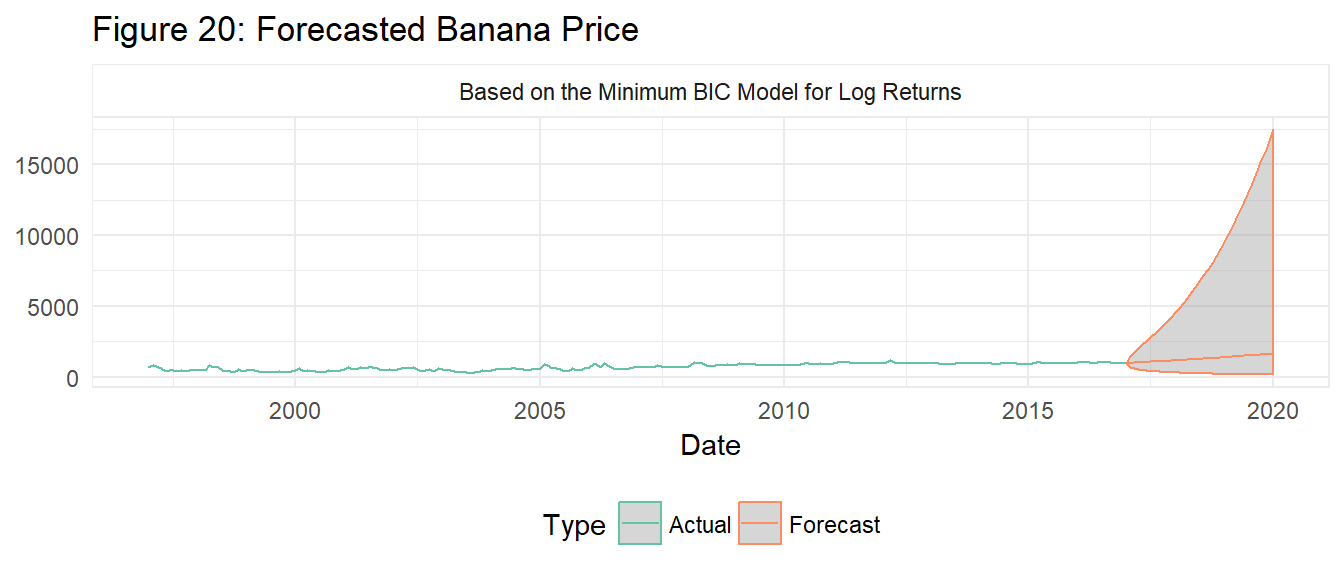 Figure 20: Forecasted Banana Price
Based on the Minimum BIC Model for Log Returns
15000
10000
5000
0
2000 2005 2010 2015 2020
Date
Type Actual Forecast